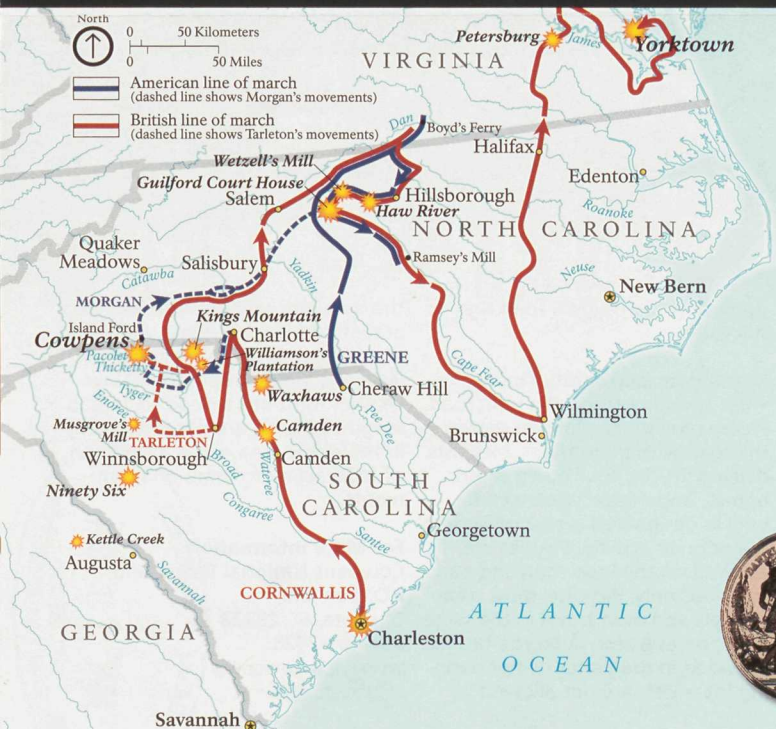 North
0 50 Kilometers
0 50 Miles
American line of march
(dashed line shows Morgan's movements)
British line of march
(dashed line shows Tarleton's movements)
Petersburg
James
Yorktown
VIRGINIA
Dan
Boyd's Ferry
Wetzell's Mill
Halifax
Guilford Court House
Edenton
Salem
Hillsborough
Haw River
Roanoke
NORTH CAROLINA
Quaker
Meadows
Salisbury
Ramsey's Mill
Catawba
Yadkin
Neuse
New Bern
MORGAN
Kings Mountain
Island Ford
Cowpens
Charlotte
Pacolet
Williamson's
Plantation
GREENE
Thicketty
Cape Fear
Tyger
Waxhaws
Cheraw Hill
Enoree
Pee Dee
Wilmington
Musgrove's
Mill
TARLETON
Camden
Brunswick
Winnsborough
Broad
Wateree
Camden
Ninety Six
SOUTH
CAROLINA
Congaree
Georgetown
Kettle Creek
Santee
Augusta
Savannah
CORNWALLIS
ATLANTIC
OCEAN
GEORGIA
Charleston
Savannah